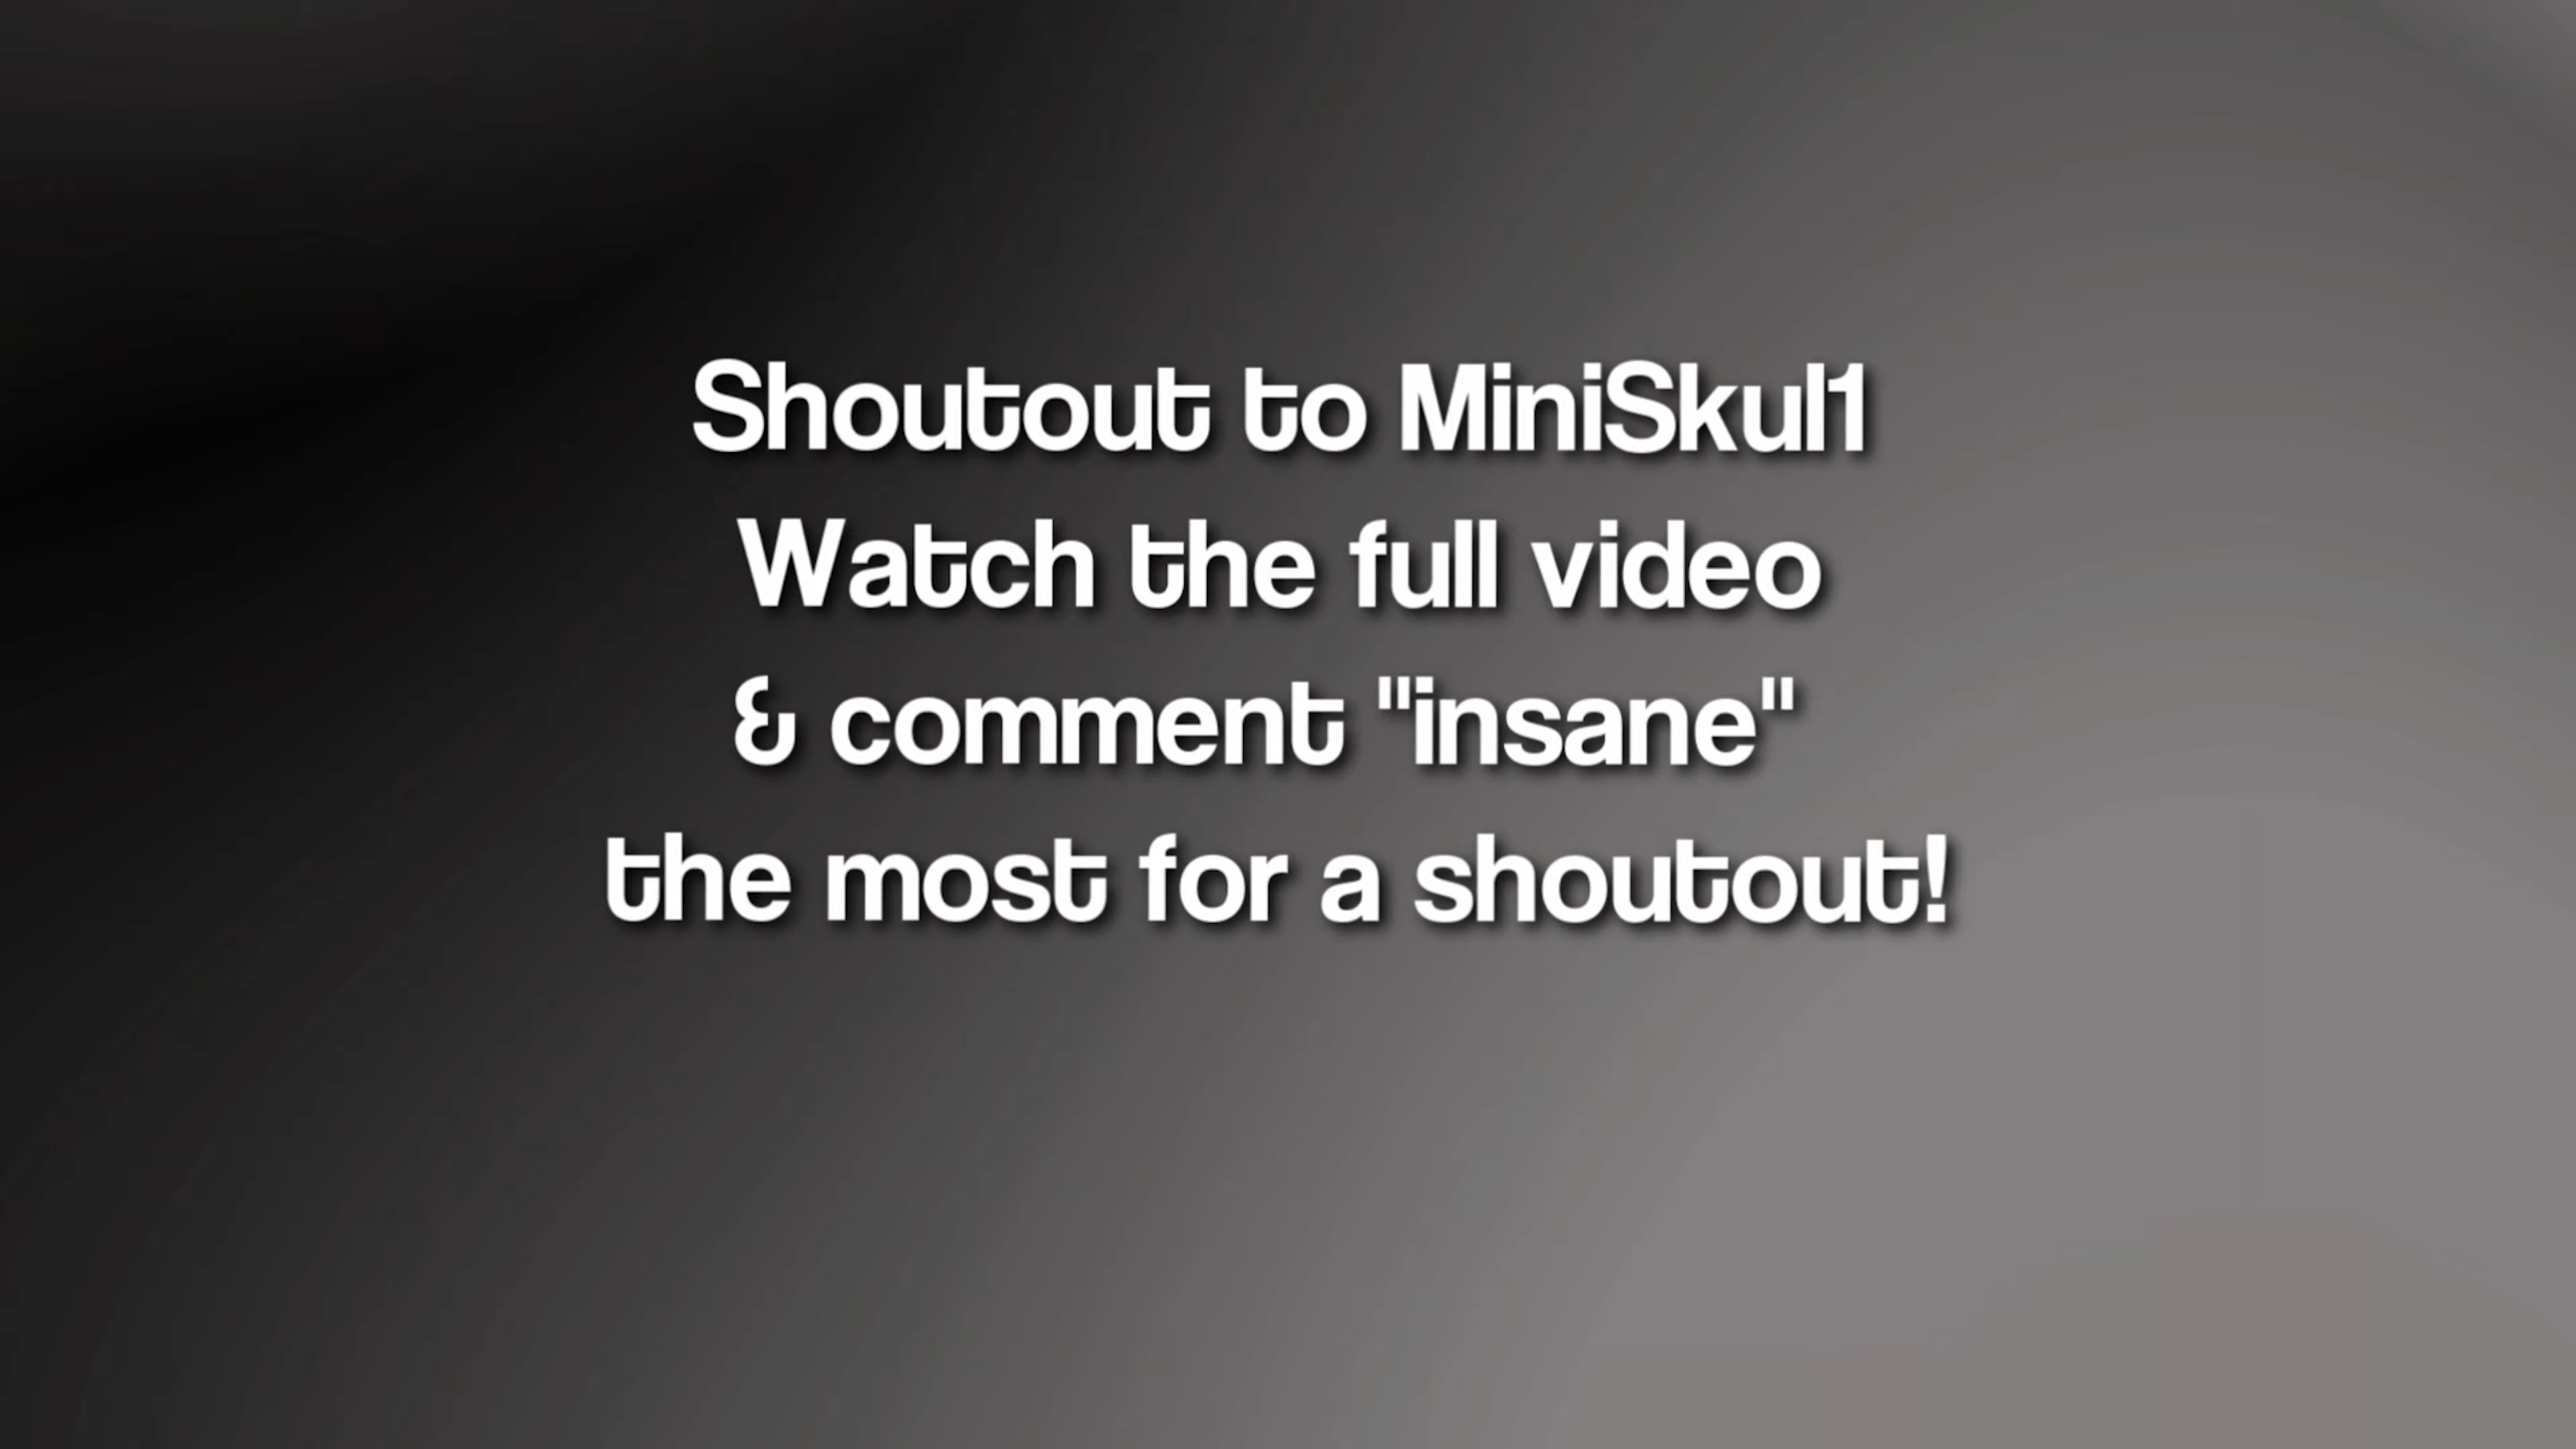 Shoutout to MiniSkul1
Watch the full video
& comment "insane"
the most for a shoutout!